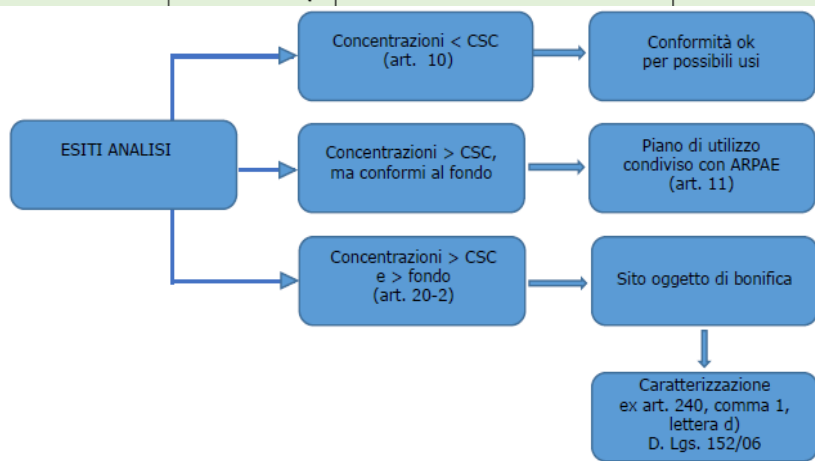 Concentrazioni < CSC
(art. 10)
Conformità ok
per possibili usi
ESITI ANALISI
Concentrazioni > CSC,
ma conformi al fondo
Piano di utilizzo
condiviso con ARPAE
(art. 11)
Concentrazioni > CSC
e > fondo
(art. 20-2)
Sito oggetto di bonifica
Caratterizzazione
ex art. 240, comma 1,
lettera d)
D. Lgs. 152/06